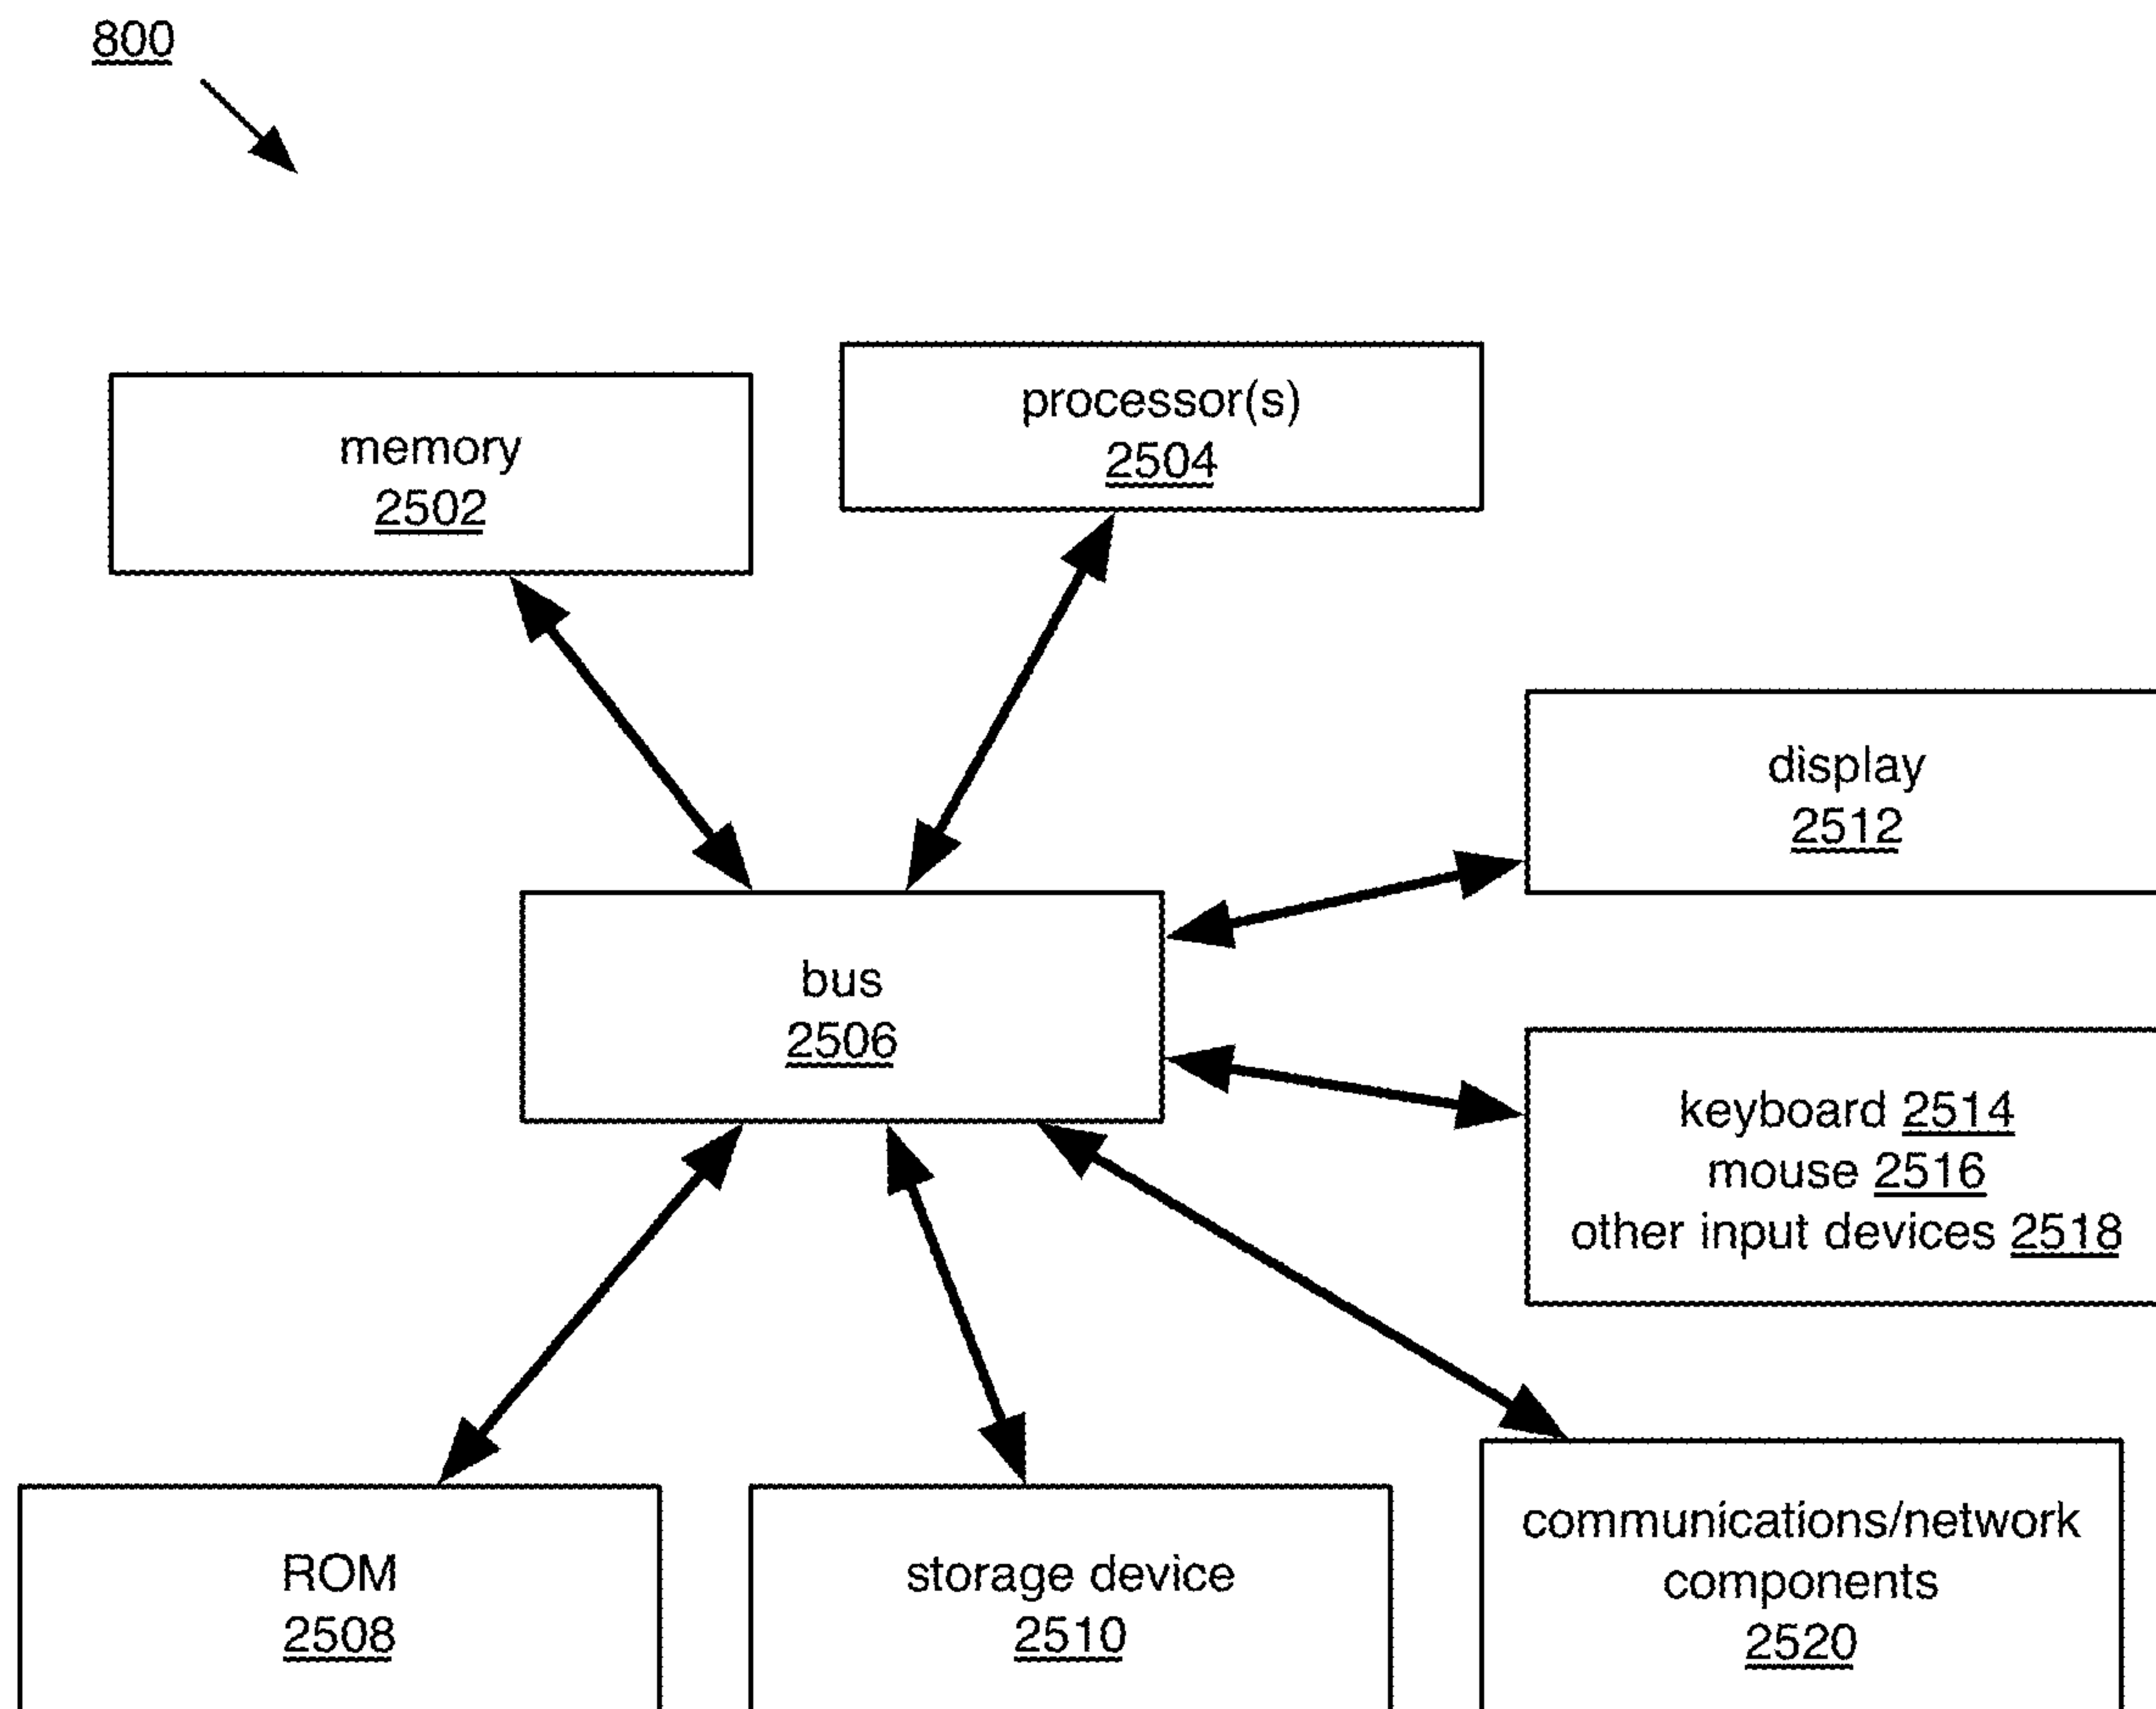 800
memory
2502
processor(s)
2504
display
2512
bus
2506
keyboard 2514
mouse 2516
other input devices 2518
ROM
2508
storage device
2510
communications/network
components
2520